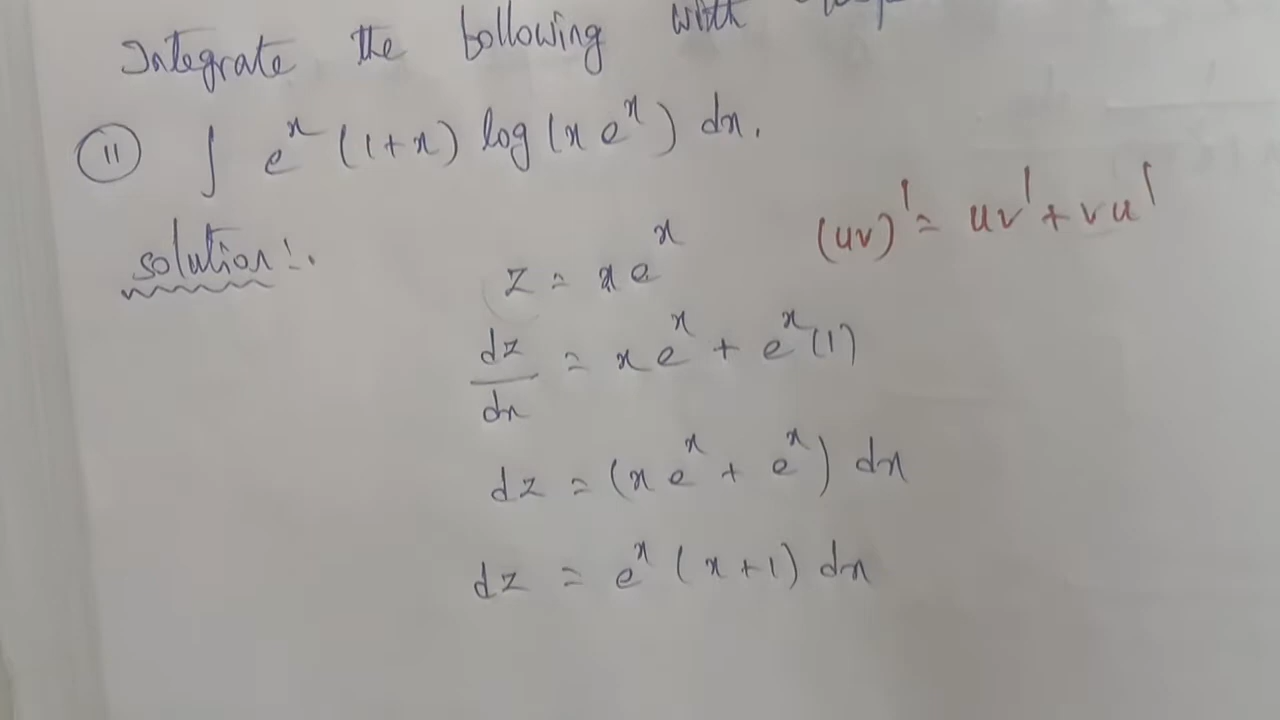 Integrate the following with
(11) ∫ e^x (1+x) log (x e^x) dx.
solution:.
(uv)' = uv' + vu'
z = x e^x
dz/dx = x e^x + e^x (1)
dz = (x e^x + e^x) dx
dz = e^x (x+1) dx